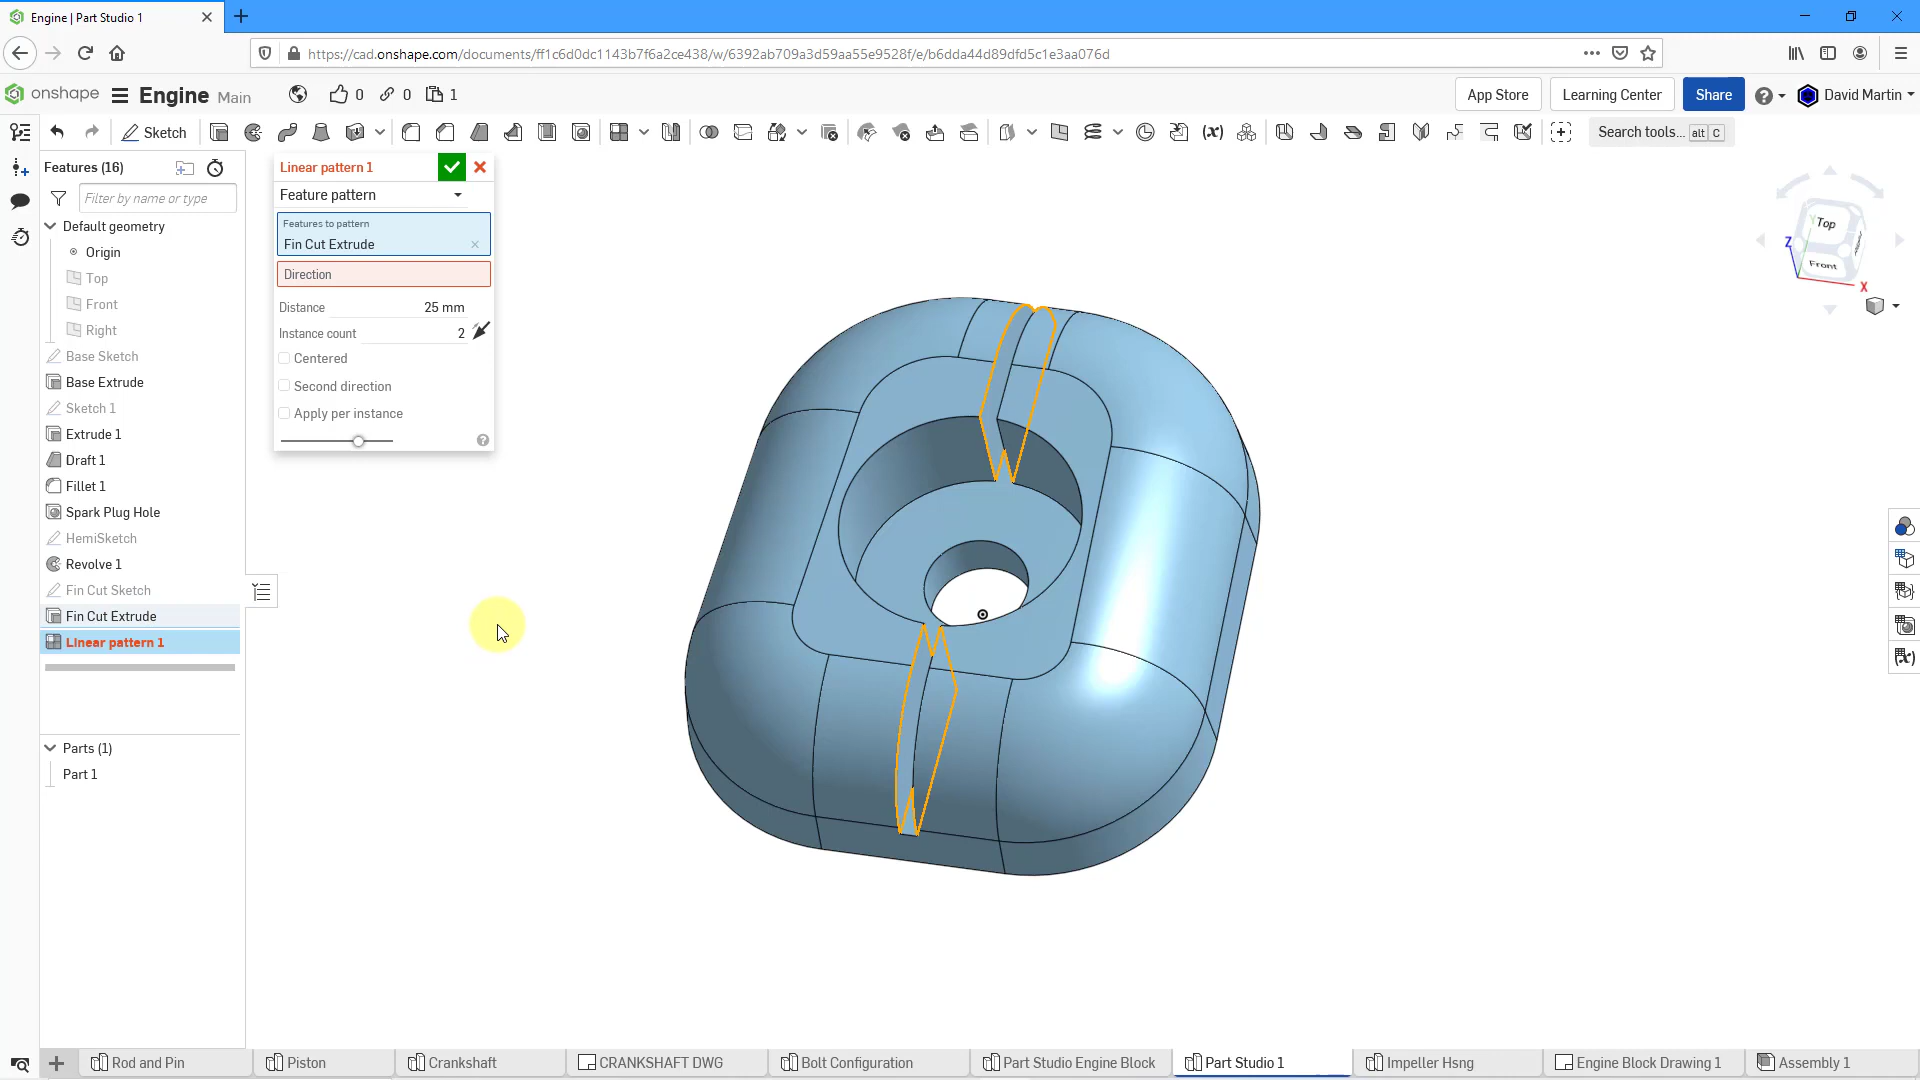 Engine | Part Studio 1
https://cad.onshape.com/documents/ff1c6d0dc1143b7f6a2ce438/w/6392ab709a3d59aa55e9528f/e/b6dda44d89dfd5c1e3aa076d
onshape Engine Main 0 0 1 App Store Learning Center Share David Martin
Sketch Search tools... alt C
Features (16)
Filter by name or type
Default geometry
Origin
Top
Front
Right
Base Sketch
Base Extrude
Sketch 1
Extrude 1
Draft 1
Fillet 1
Spark Plug Hole
HemiSketch
Revolve 1
Fin Cut Sketch
Fin Cut Extrude
Linear pattern 1
Parts (1)
Part 1
Linear pattern 1
Feature pattern
Features to pattern
Fin Cut Extrude
Direction
Distance 25 mm
Instance count 2
Centered
Second direction
Apply per instance
Top
Front
Z
Y
X
Rod and Pin Piston Crankshaft CRANKSHAFT DWG Bolt Configuration Part Studio Engine Block Part Studio 1 Impeller Hsng Engine Block Drawing 1 Assembly 1